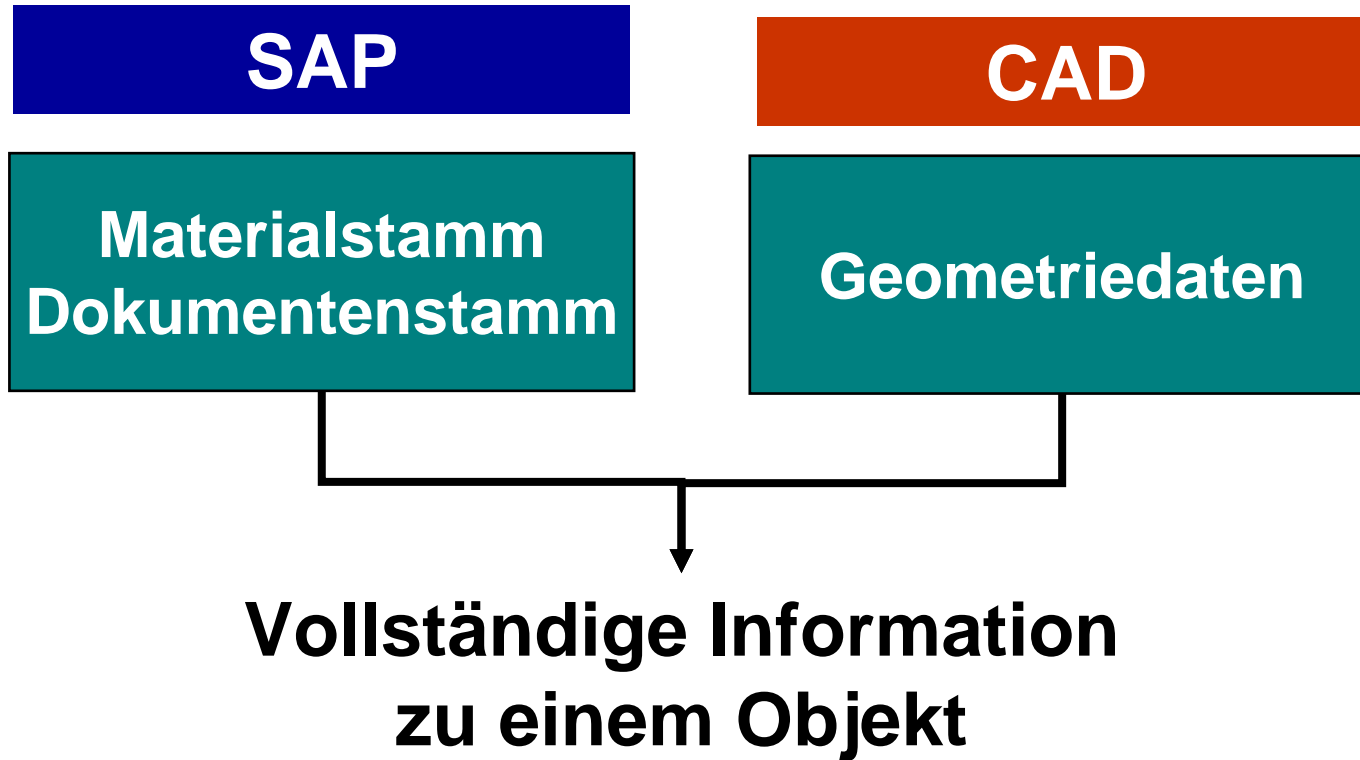 SAP
CAD
Materialstamm
Dokumentenstamm
Geometriedaten
Vollständige Information
zu einem Objekt